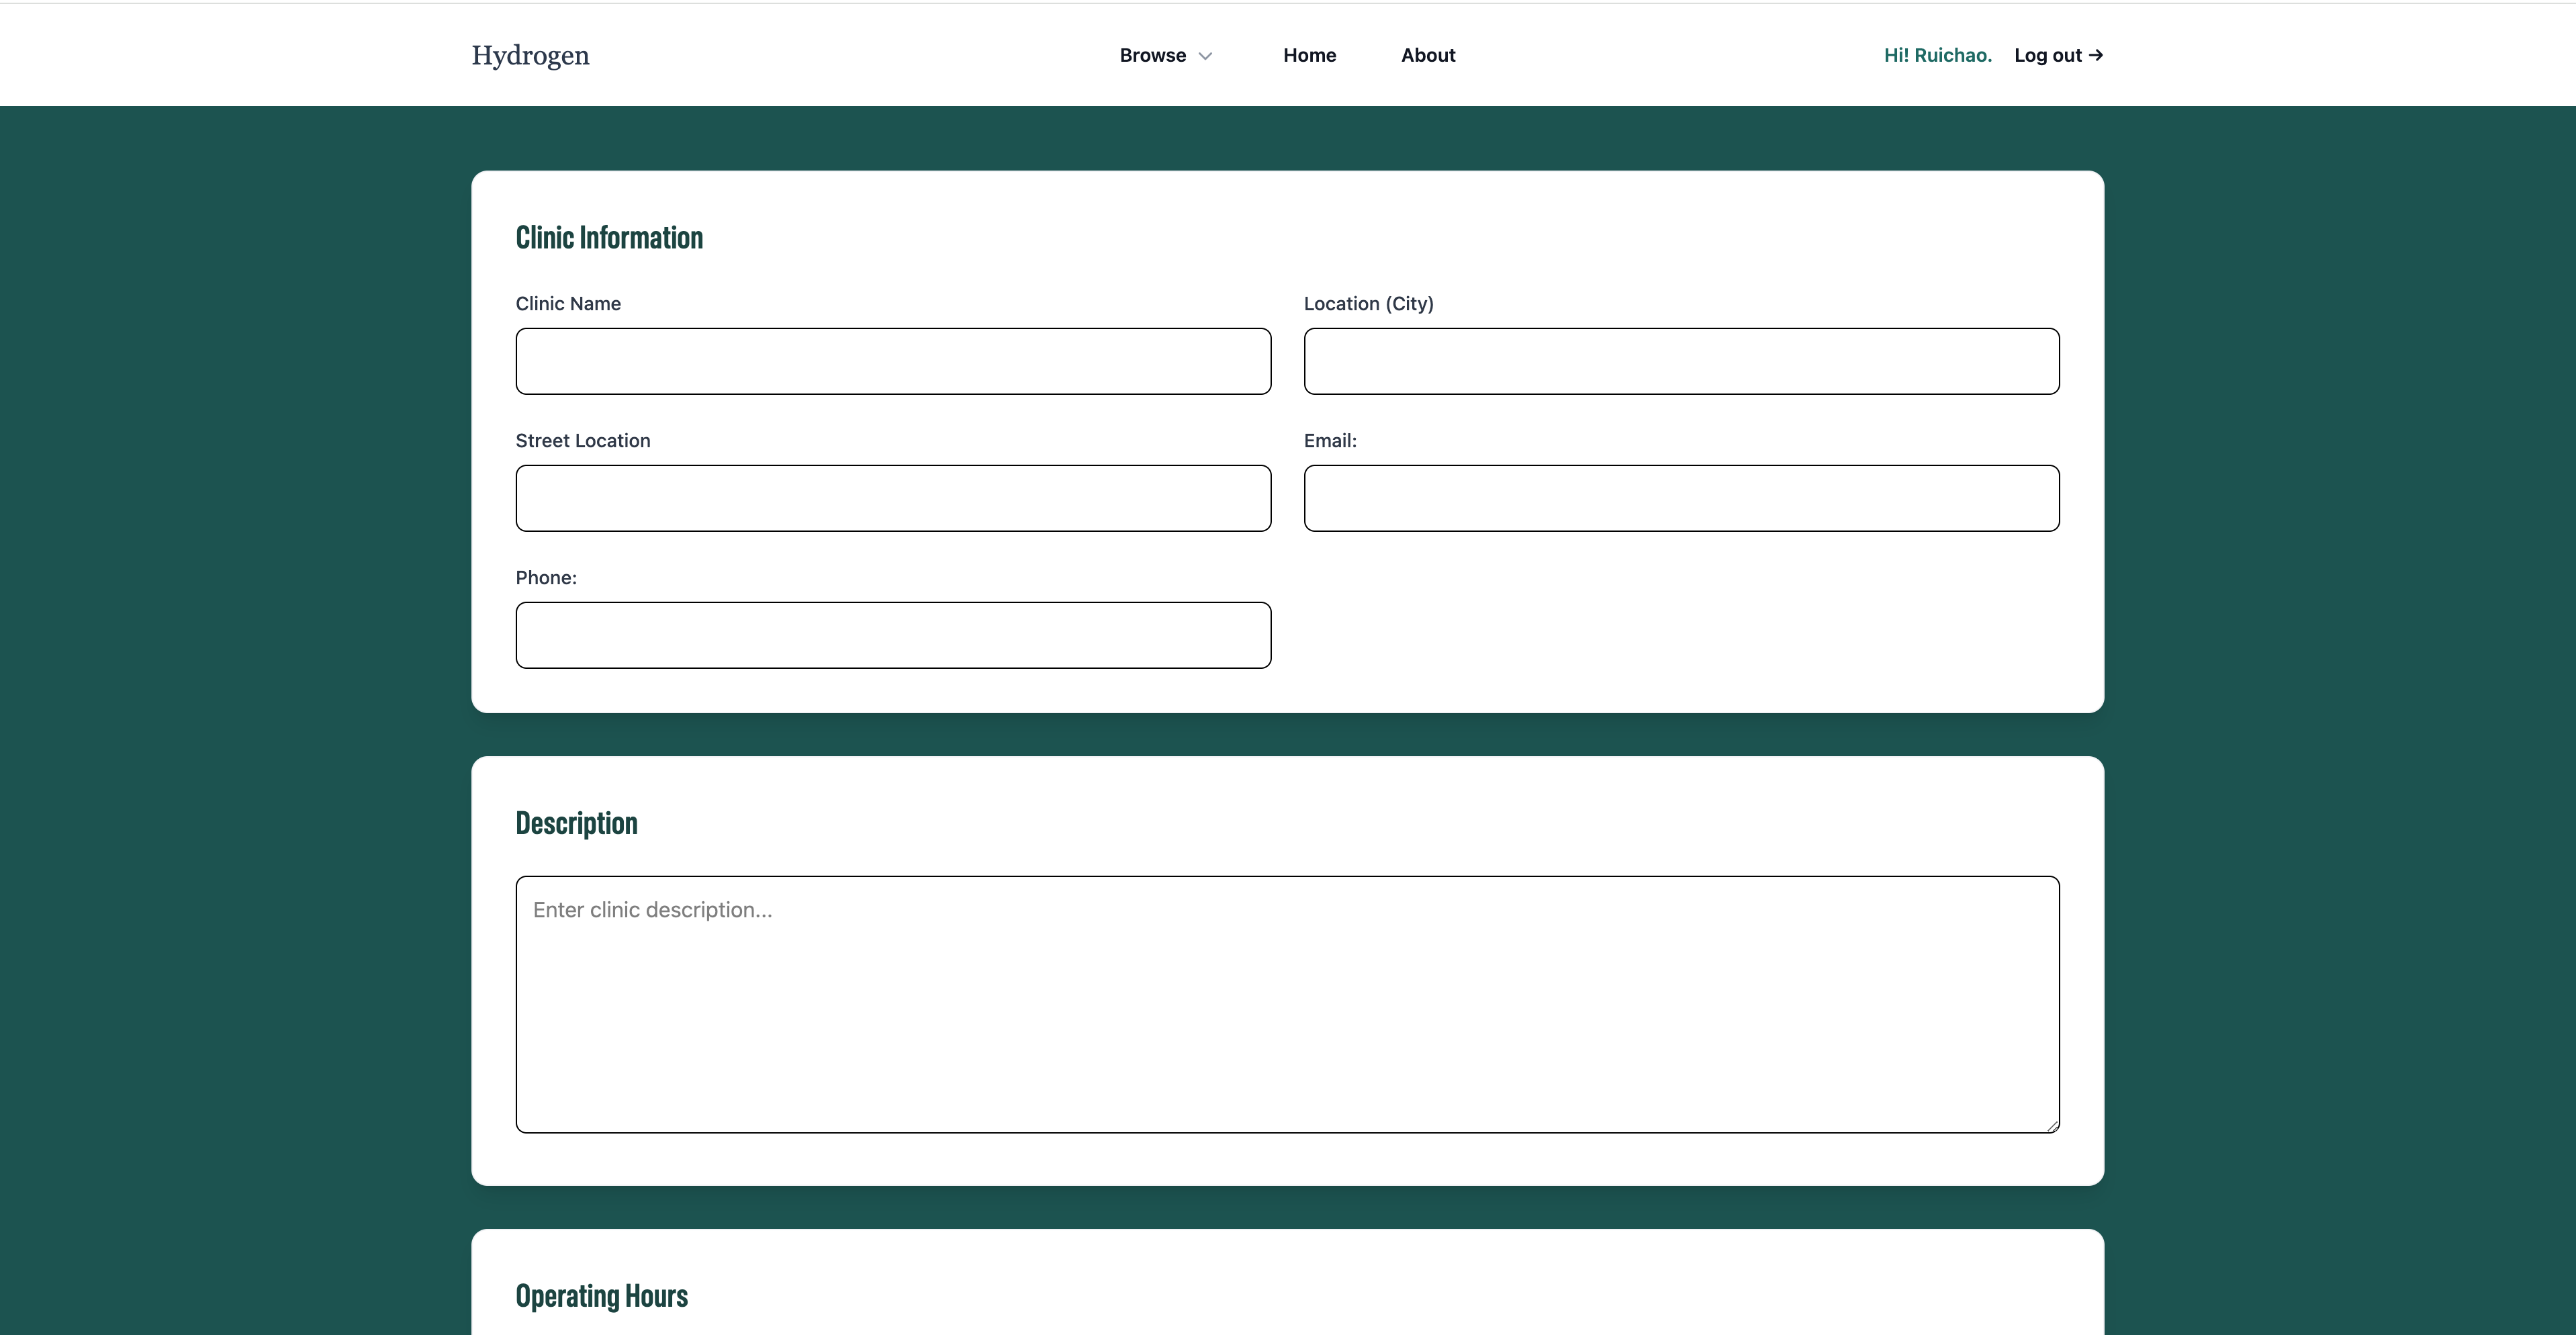 Hydrogen
Browse
Home
About
Hi! Ruichao.
Log out →
Clinic Information
Clinic Name
Location (City)
Street Location
Email:
Phone:
Description
Enter clinic description...
Operating Hours